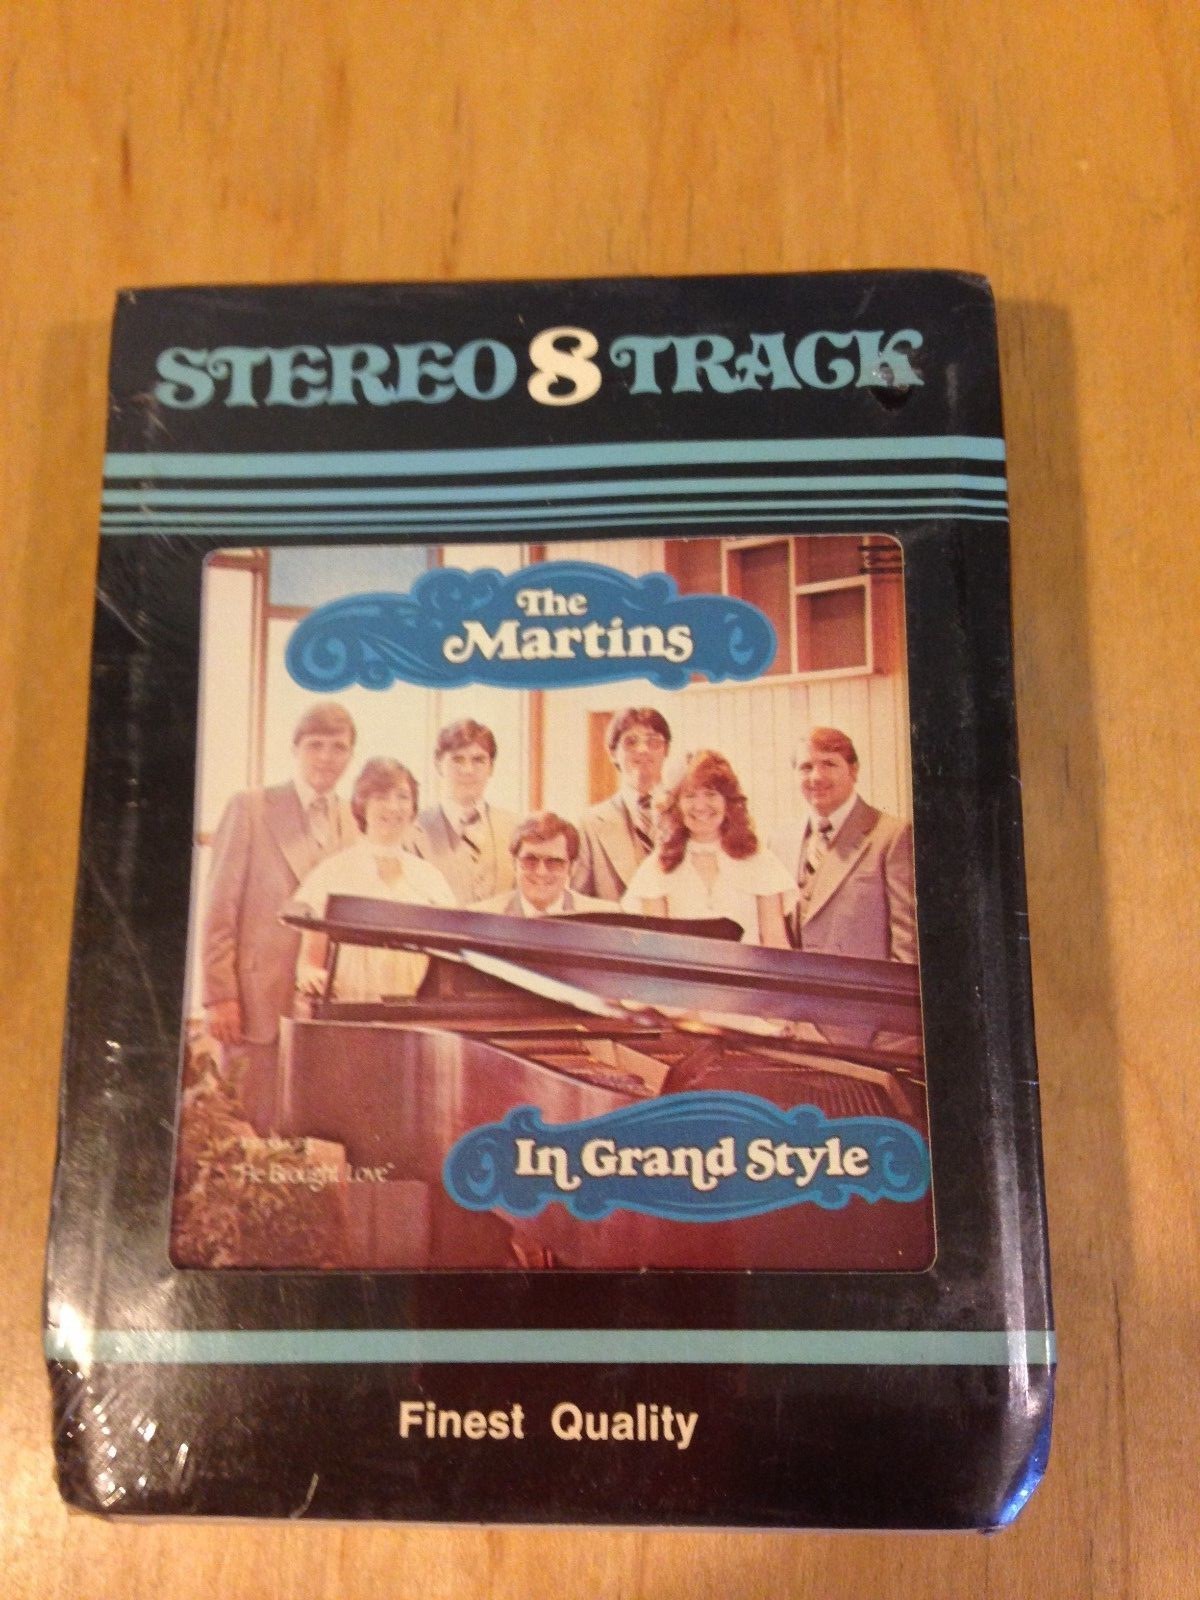 STEREO 8 TRACK
The
Martins
"He Brought Love"
In Grand Style
Finest Quality